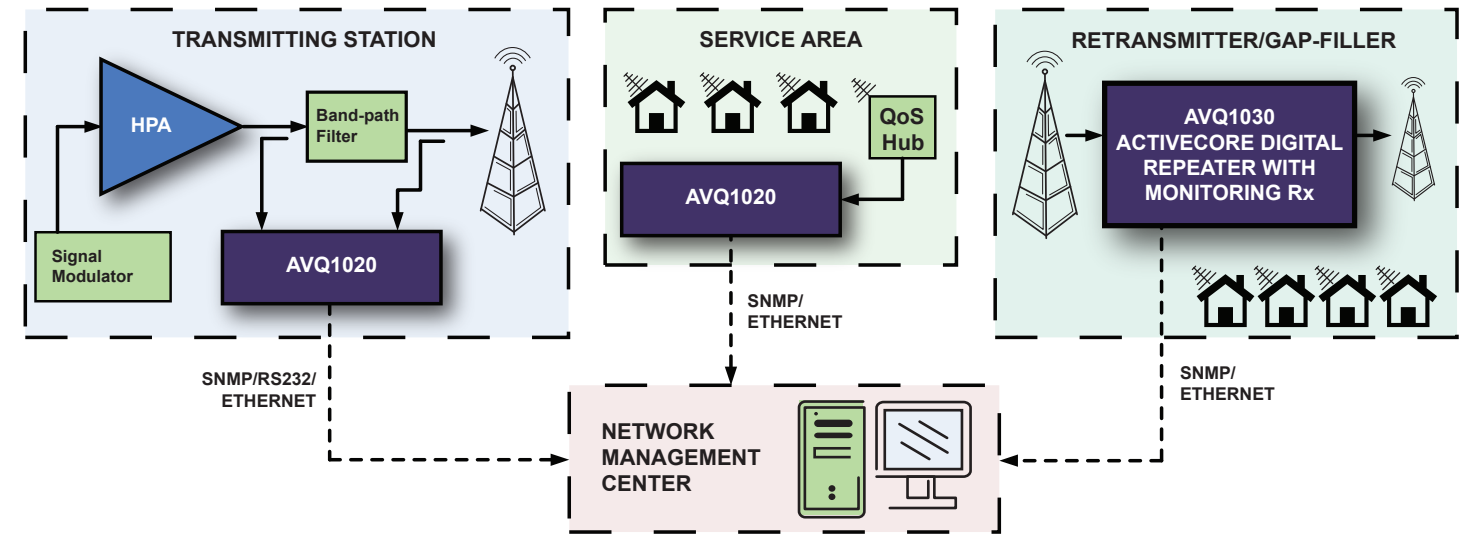 TRANSMITTING STATION
HPA
Band-path
Filter
Signal
Modulator
AVQ1020
SERVICE AREA
QoS
Hub
AVQ1020
RETRANSMITTER/GAP-FILLER
AVQ1030
ACTIVECORE DIGITAL
REPEATER WITH
MONITORING Rx
SNMP/RS232/
ETHERNET
SNMP/
ETHERNET
SNMP/
ETHERNET
NETWORK
MANAGEMENT
CENTER